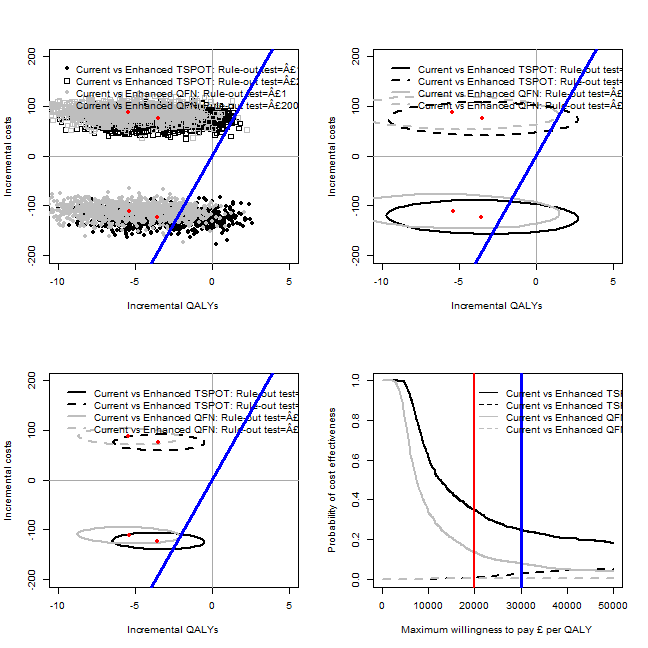 200
100
0
-100
-200
Incremental costs
Current vs Enhanced TSPOT: Rule-out test=Â£1
Current vs Enhanced TSPOT: Rule-out test=Â£2
Current vs Enhanced QFN: Rule-out test=Â£1
Current vs Enhanced QFN: Rule-out test=Â£200
-10
-5
0
5
Incremental QALYs
200
100
0
-100
-200
Incremental costs
Current vs Enhanced TSPOT: Rule-out test=
Current vs Enhanced TSPOT: Rule-out test=
Current vs Enhanced QFN: Rule-out test=Â£
Current vs Enhanced QFN: Rule-out test=Â£
-10
-5
0
5
Incremental QALYs
200
100
0
-100
-200
Incremental costs
Current vs Enhanced TSPOT: Rule-out test=
Current vs Enhanced TSPOT: Rule-out test=
Current vs Enhanced QFN: Rule-out test=Â£
Current vs Enhanced QFN: Rule-out test=Â£
-10
-5
0
5
Incremental QALYs
1.0
0.8
0.6
0.4
0.2
0.0
Probability of cost effectiveness
Current vs Enhanced TSP
Current vs Enhanced TSP
Current vs Enhanced QFN
Current vs Enhanced QFN
0
10000
20000
30000
40000
50000
Maximum willingness to pay £ per QALY